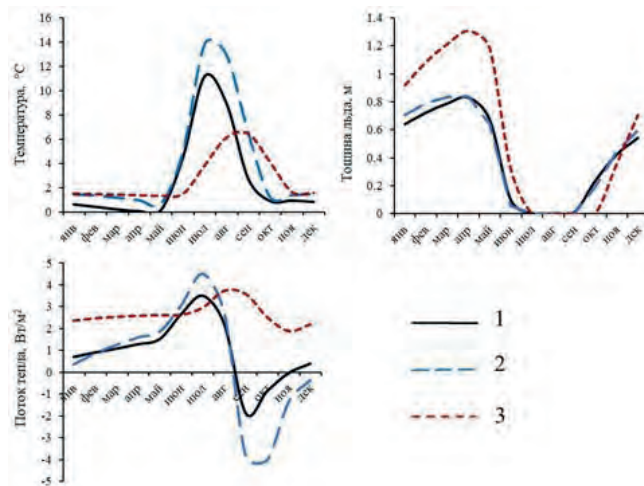 Температура, °С
16
14
12
10
8
6
4
2
0
янв
фев
мар
апр
май
июн
июл
авг
сен
окт
ноя
дек
Тощина льда, м
1.4
1.2
1
0.8
0.6
0.4
0.2
0
янв
фев
мар
апр
май
июн
июл
авг
сен
окт
ноя
дек
Поток тепла, Вт/м²
5
4
3
2
1
0
-1
-2
-3
-4
-5
янв
фев
мар
апр
май
июн
июл
авг
сен
окт
ноя
дек
1
2
3